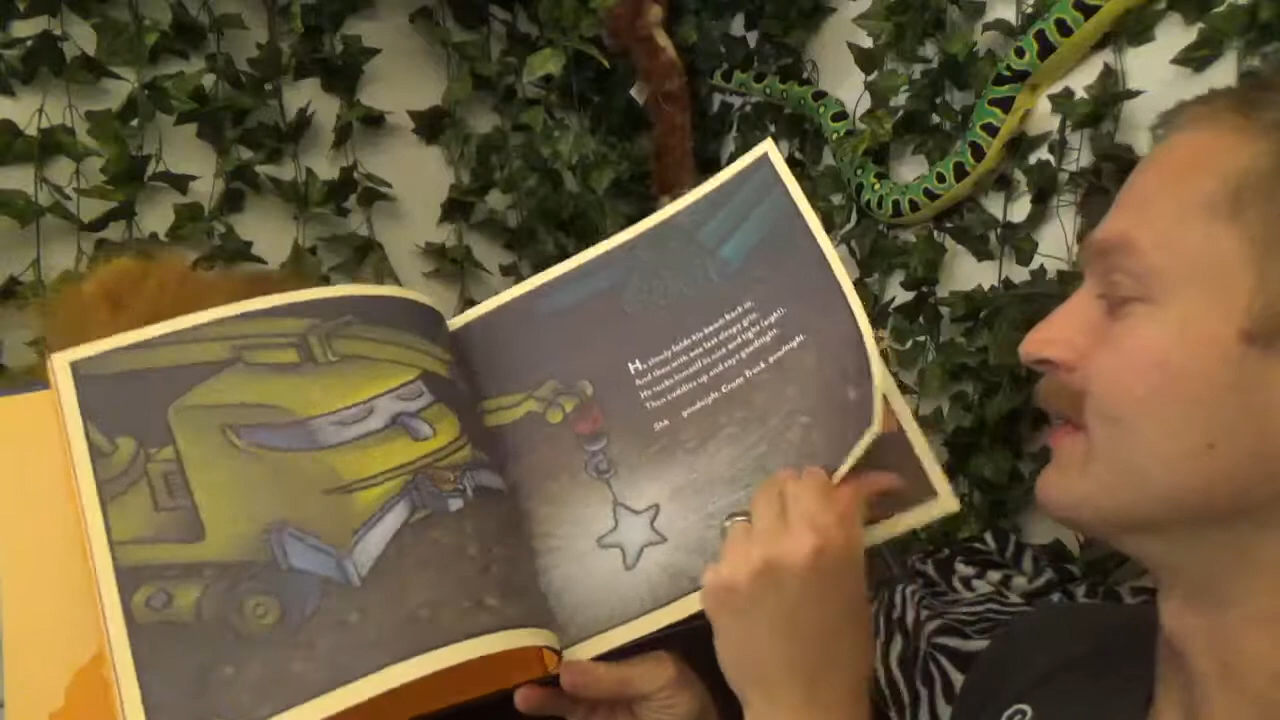 He slowly folds his boom back in,
And then with one last sleepy grin,
He tucks himself in nice and tight (night),
Then cuddles up and says goodnight.
Shh... goodnight, Crane Truck, goodnight.